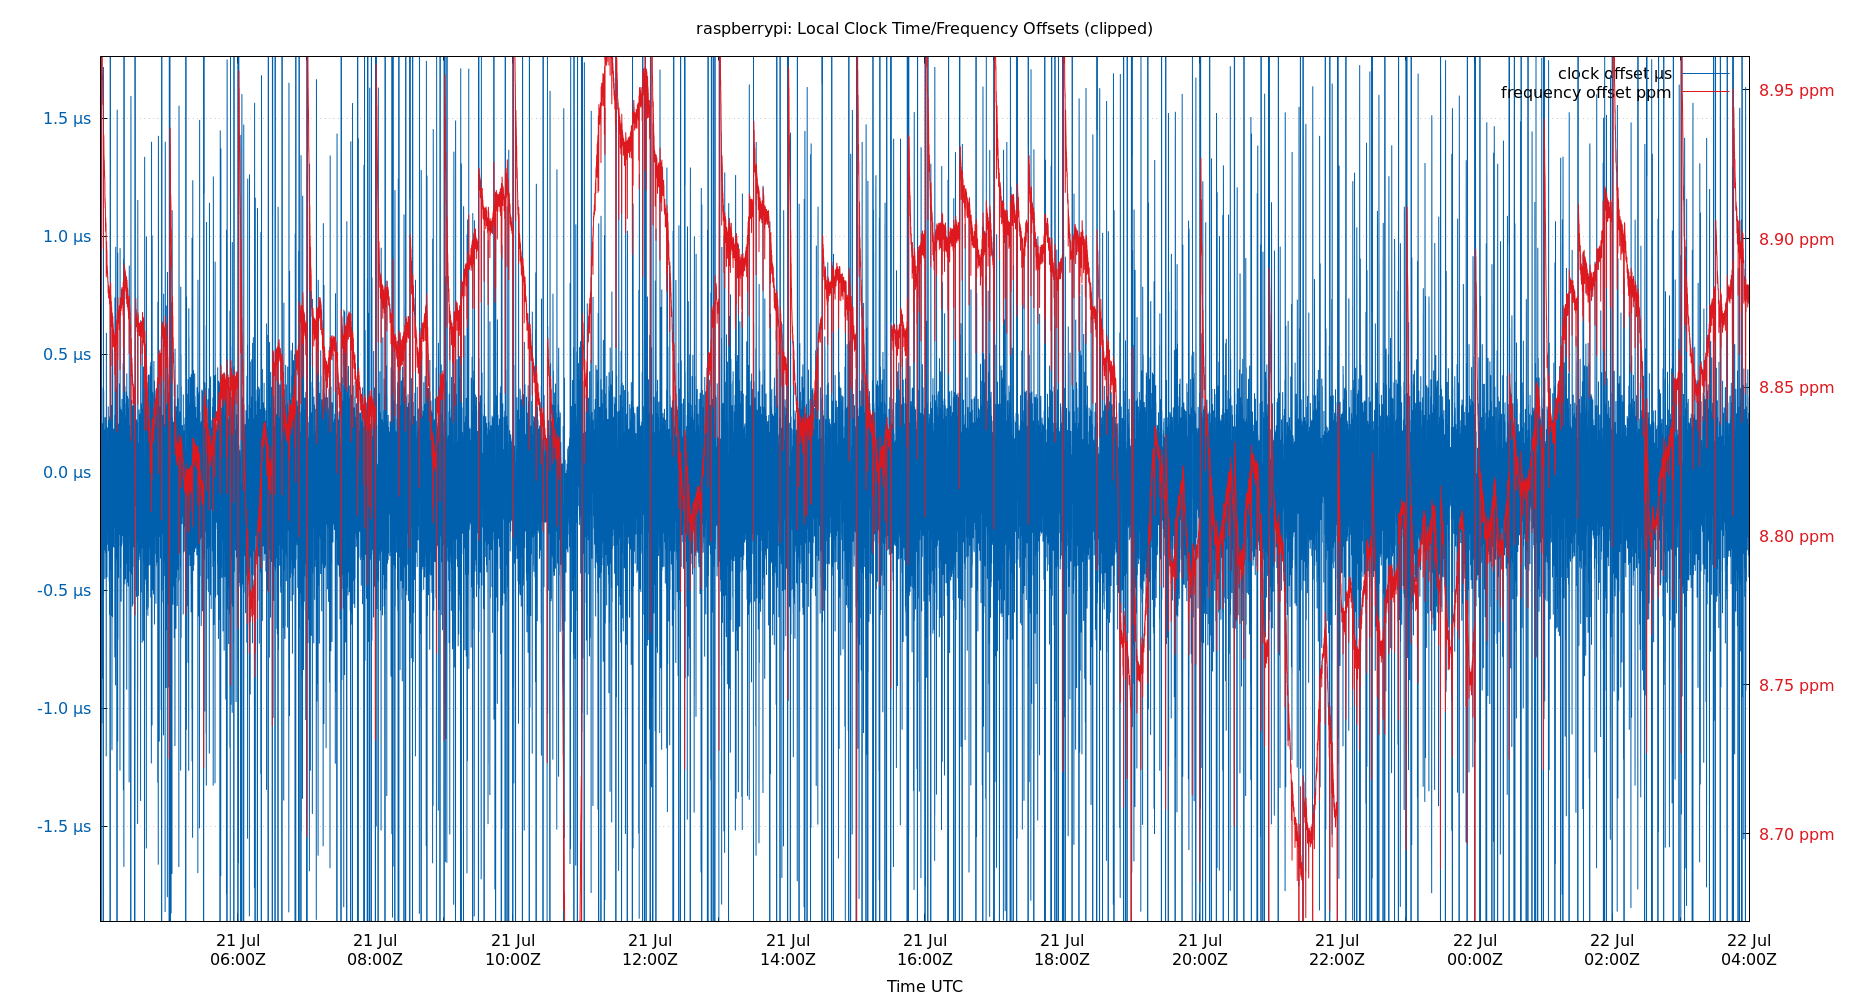 raspberrypi: Local Clock Time/Frequency Offsets (clipped)
clock offset µs
frequency offset ppm
1.5 µs
1.0 µs
0.5 µs
0.0 µs
-0.5 µs
-1.0 µs
-1.5 µs
8.95 ppm
8.90 ppm
8.85 ppm
8.80 ppm
8.75 ppm
8.70 ppm
21 Jul 21 Jul 21 Jul 21 Jul 21 Jul 21 Jul 21 Jul 21 Jul 21 Jul 22 Jul 22 Jul 22 Jul
06:00Z 08:00Z 10:00Z 12:00Z 14:00Z 16:00Z 18:00Z 20:00Z 22:00Z 00:00Z 02:00Z 04:00Z
Time UTC